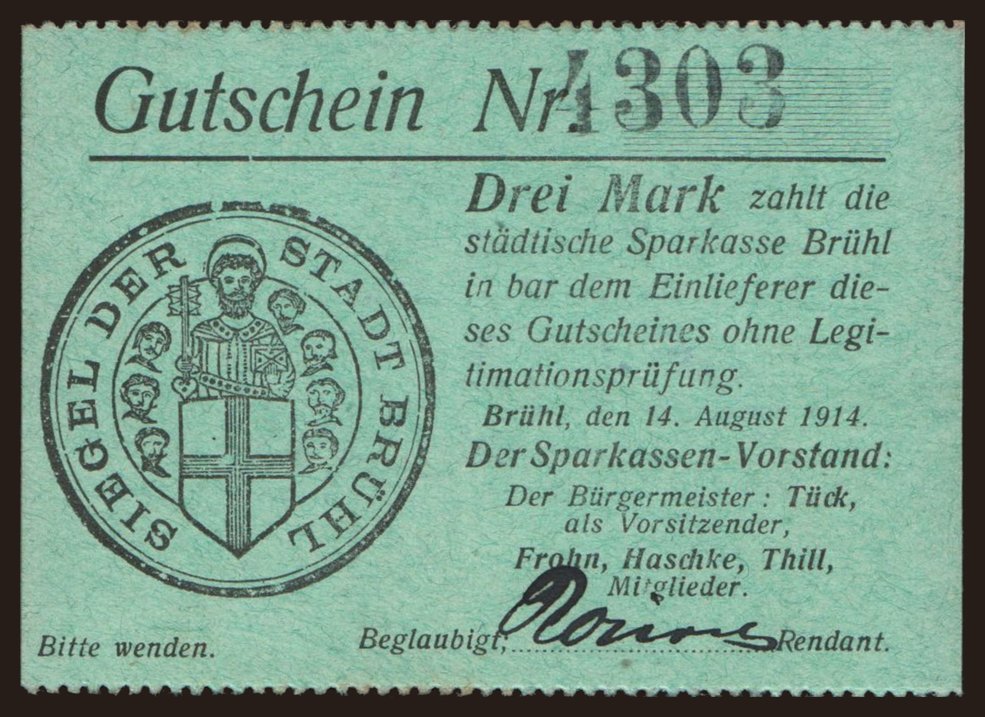 Gutschein Nr. 4303
SIEGEL DER STADT BRÜHL
Drei Mark zahlt die
städtische Sparkasse Brühl
in bar dem Einlieferer die-
ses Gutscheines ohne Legi-
timationsprüfung.
Brühl, den 14. August 1914.
Der Sparkassen-Vorstand:
Der Bürgermeister: Tück,
als Vorsitzender,
Frohn, Haschke, Thill,
Mitglieder.
Bitte wenden.
Beglaubigt: Rendant.